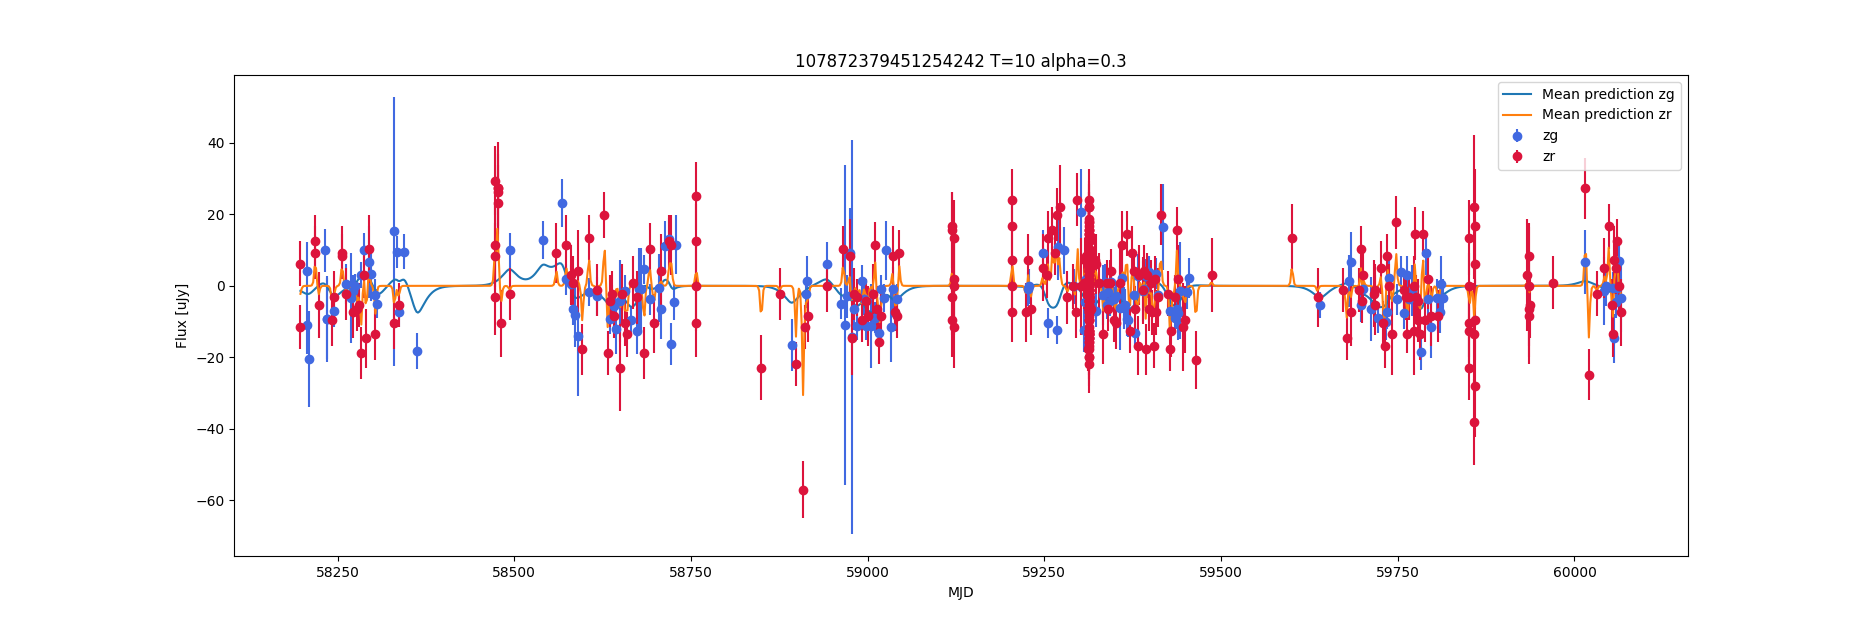 107872379451254242 T=10 alpha=0.3
Mean prediction zg
Mean prediction zr
zg
zr
Flux [uJy]
40
20
0
−20
−40
−60
58250 58500 58750 59000 59250 59500 59750 60000
MJD